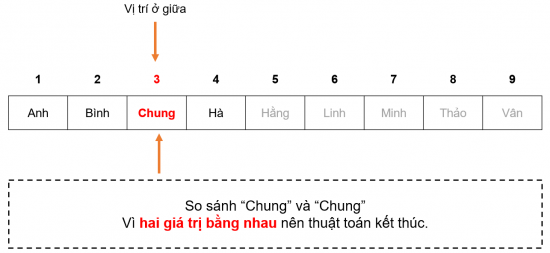 Vị trí ở giữa
1 2 3 4 5 6 7 8 9
Anh Bình Chung Hà Hằng Linh Minh Thảo Vân
So sánh “Chung” và “Chung”
Vì hai giá trị bằng nhau nên thuật toán kết thúc.